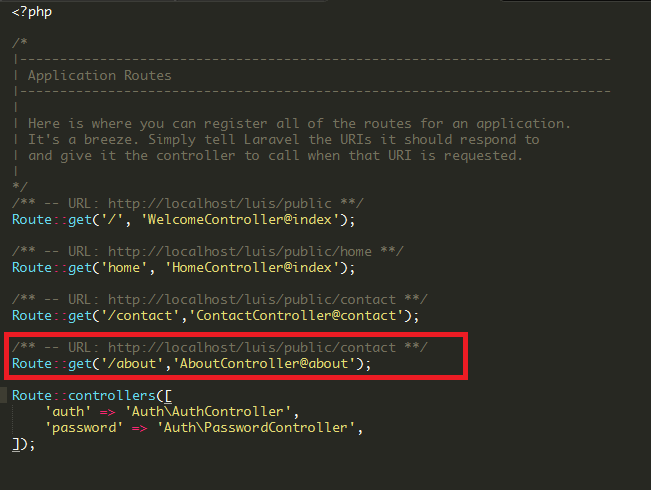 <?php
/*
|--------------------------------------------------------------------------
| Application Routes
|--------------------------------------------------------------------------
|
| Here is where you can register all of the routes for an application.
| It's a breeze. Simply tell Laravel the URIs it should respond to
| and give it the controller to call when that URI is requested.
|
*/
/** -- URL: http://localhost/luis/public **/
Route::get('/', 'WelcomeController@index');
/** -- URL: http://localhost/luis/public/home **/
Route::get('home', 'HomeController@index');
/** -- URL: http://localhost/luis/public/contact **/
Route::get('/contact','ContactController@contact');
/** -- URL: http://localhost/luis/public/contact **/
Route::get('/about','AboutController@about');
Route::controllers([
    'auth' => 'Auth\AuthController',
    'password' => 'Auth\PasswordController',
]);